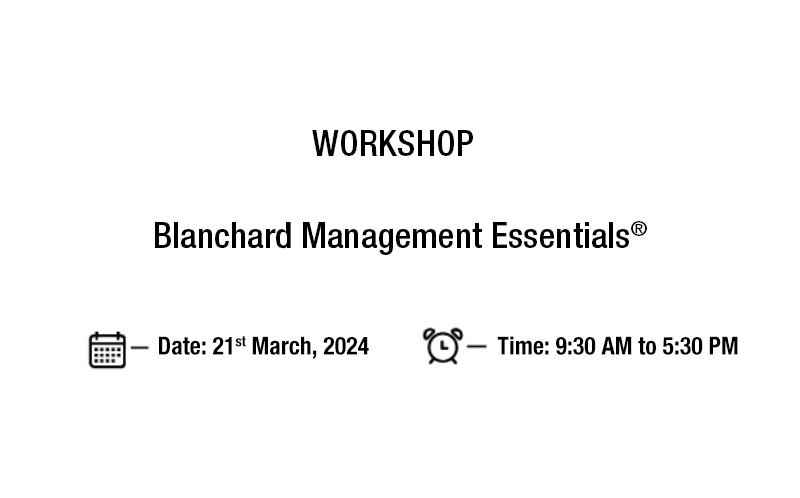 WORKSHOP
Blanchard Management Essentials®
— Date: 21st March, 2024
— Time: 9:30 AM to 5:30 PM